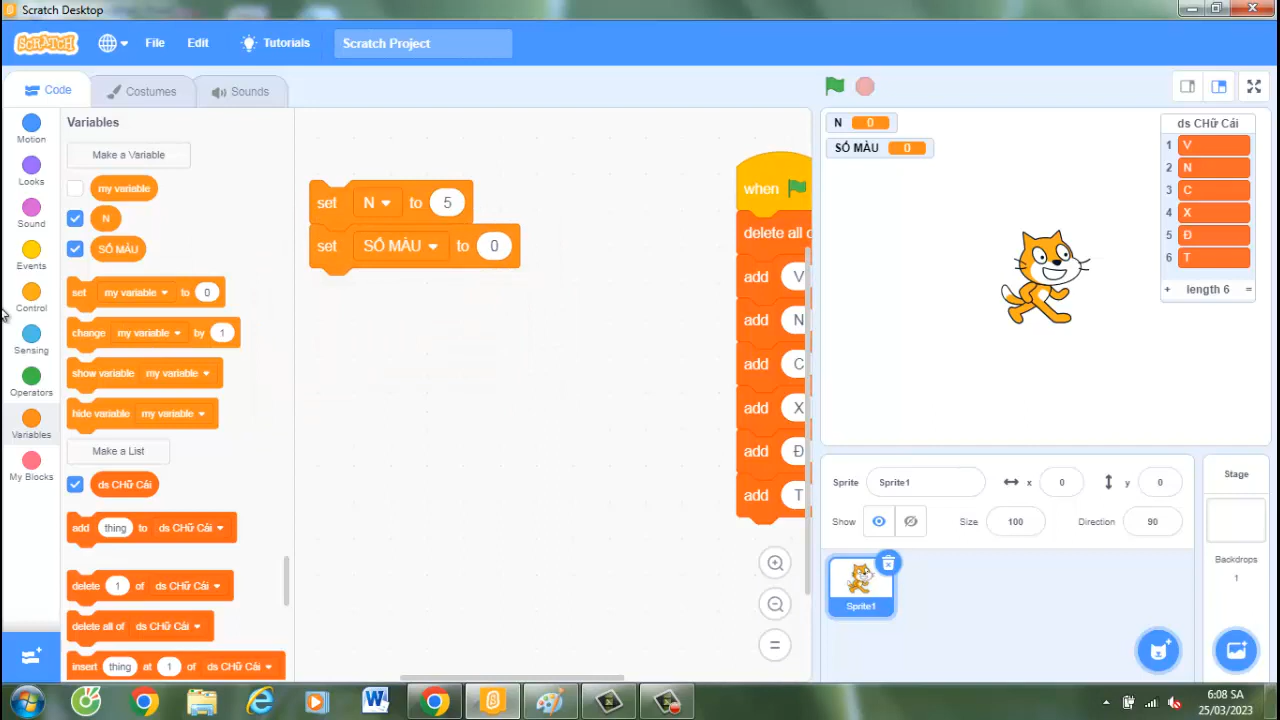 Scratch Desktop
SCRATCH
File
Edit
Tutorials
Scratch Project
Code
Costumes
Sounds
Motion
Looks
Sound
Events
Control
Sensing
Operators
Variables
My Blocks
Variables
Make a Variable
my variable
N
SỐ MÀU
set my variable to 0
change my variable by 1
show variable my variable
hide variable my variable
Make a List
ds CHữ Cái
add thing to ds CHữ Cái
delete 1 of ds CHữ Cái
delete all of ds CHữ Cái
insert thing at 1 of ds CHữ Cái
set N to 5
set SỐ MÀU to 0
when
delete all o
add V
add N
add C
add X
add Đ
add T
N 0
SỐ MÀU 0
ds CHữ Cái
1 V
2 N
3 C
4 X
5 Đ
6 T
+ length 6 =
Sprite Sprite1 x 0 y 0
Show Size 100 Direction 90
Sprite1
Stage
Backdrops
1
6:08 SA
25/03/2023